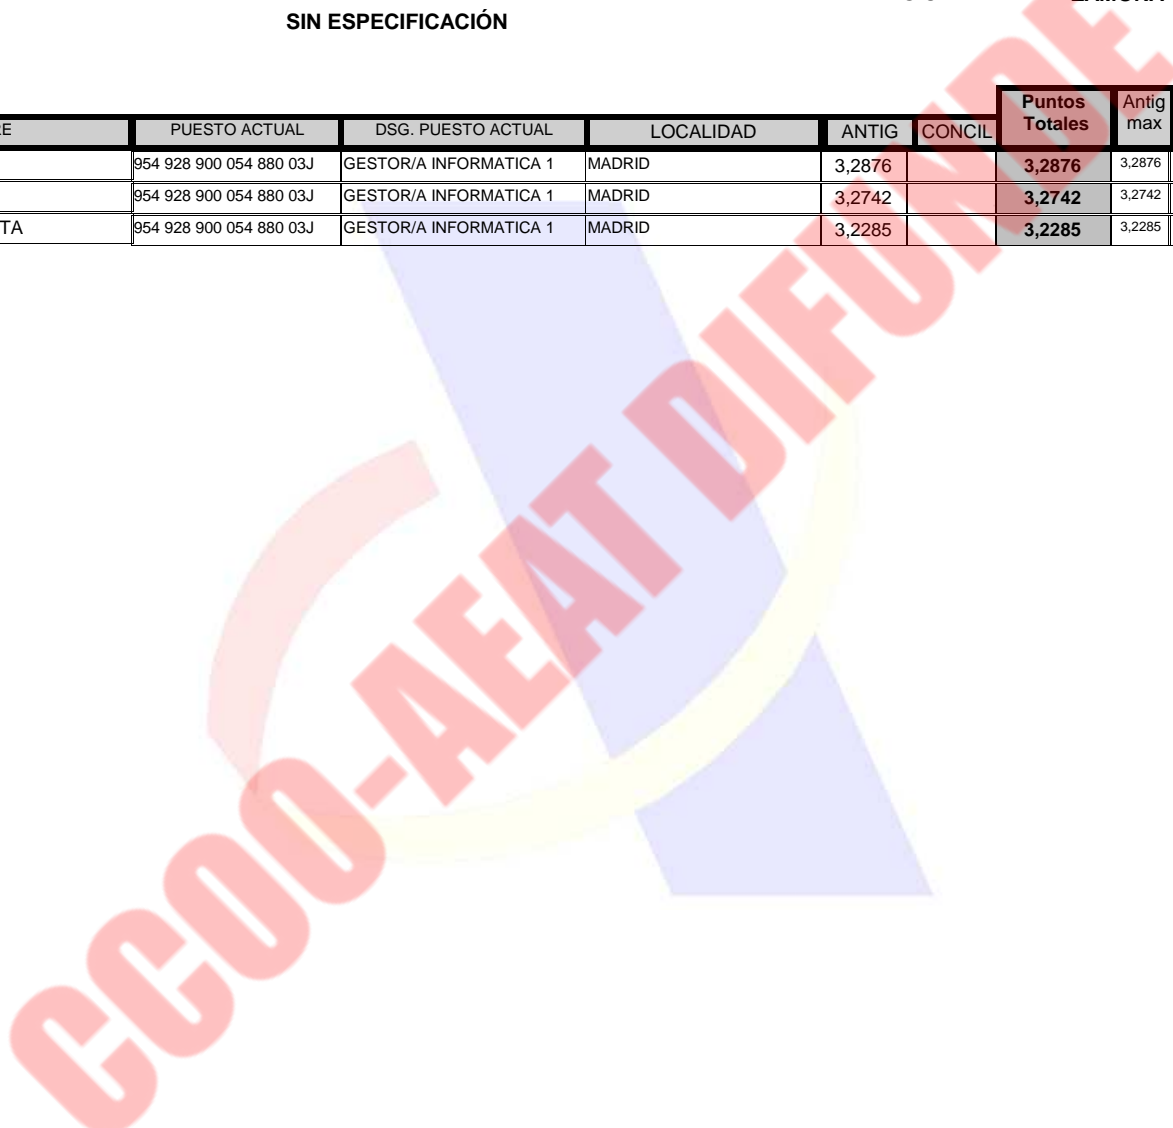 SIN ESPECIFICACIÓN
PUESTO ACTUAL DSG. PUESTO ACTUAL LOCALIDAD ANTIG CONCIL Puntos Totales Antig max
954 928 900 054 880 03J GESTOR/A INFORMATICA 1 MADRID 3,2876 3,2876 3,2876
954 928 900 054 880 03J GESTOR/A INFORMATICA 1 MADRID 3,2742 3,2742 3,2742
TA 954 928 900 054 880 03J GESTOR/A INFORMATICA 1 MADRID 3,2285 3,2285 3,2285
CCOO-AEAT DIFUNDE